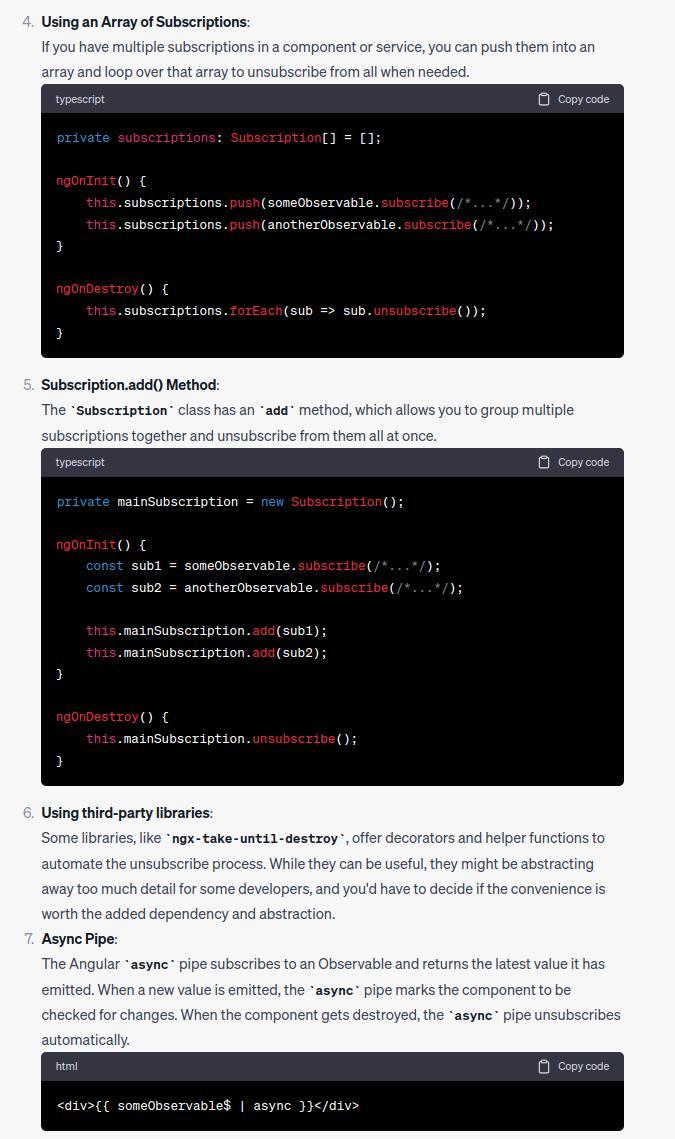 4. Using an Array of Subscriptions:
If you have multiple subscriptions in a component or service, you can push them into an
array and loop over that array to unsubscribe from all when needed.
typescript Copy code
private subscriptions: Subscription[] = [];
ngOnInit() {
    this.subscriptions.push(someObservable.subscribe(/*...*/));
    this.subscriptions.push(anotherObservable.subscribe(/*...*/));
}
ngOnDestroy() {
    this.subscriptions.forEach(sub => sub.unsubscribe());
}
5. Subscription.add() Method:
The `Subscription` class has an `add` method, which allows you to group multiple
subscriptions together and unsubscribe from them all at once.
typescript Copy code
private mainSubscription = new Subscription();
ngOnInit() {
    const sub1 = someObservable.subscribe(/*...*/);
    const sub2 = anotherObservable.subscribe(/*...*/);
    this.mainSubscription.add(sub1);
    this.mainSubscription.add(sub2);
}
ngOnDestroy() {
    this.mainSubscription.unsubscribe();
}
6. Using third-party libraries:
Some libraries, like `ngx-take-until-destroy`, offer decorators and helper functions to
automate the unsubscribe process. While they can be useful, they might be abstracting
away too much detail for some developers, and you'd have to decide if the convenience is
worth the added dependency and abstraction.
7. Async Pipe:
The Angular `async` pipe subscribes to an Observable and returns the latest value it has
emitted. When a new value is emitted, the `async` pipe marks the component to be
checked for changes. When the component gets destroyed, the `async` pipe unsubscribes
automatically.
html Copy code
<div>{{ someObservable$ | async }}</div>